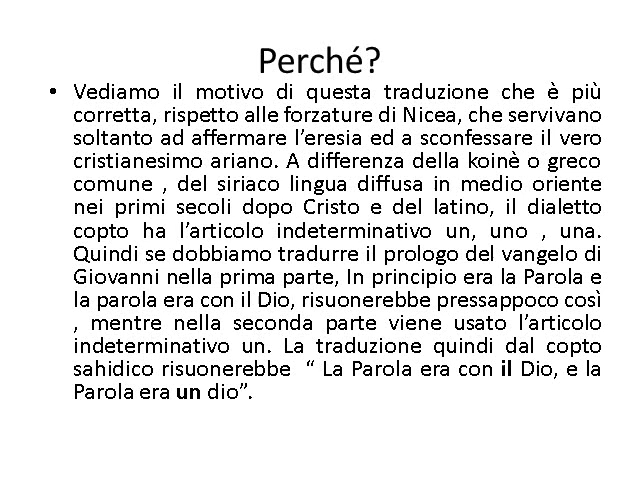 Perché?
• Vediamo il motivo di questa traduzione che è più
corretta, rispetto alle forzature di Nicea, che servivano
soltanto ad affermare l’eresia ed a sconfessare il vero
cristianesimo ariano. A differenza della koinè o greco
comune , del siriaco lingua diffusa in medio oriente
nei primi secoli dopo Cristo e del latino, il dialetto
copto ha l’articolo indeterminativo un, uno , una.
Quindi se dobbiamo tradurre il prologo del vangelo di
Giovanni nella prima parte, In principio era la Parola e
la parola era con il Dio, risuonerebbe pressappoco così
, mentre nella seconda parte viene usato l’articolo
indeterminativo un. La traduzione quindi dal copto
sahidico risuonerebbe “ La Parola era con il Dio, e la
Parola era un dio”.